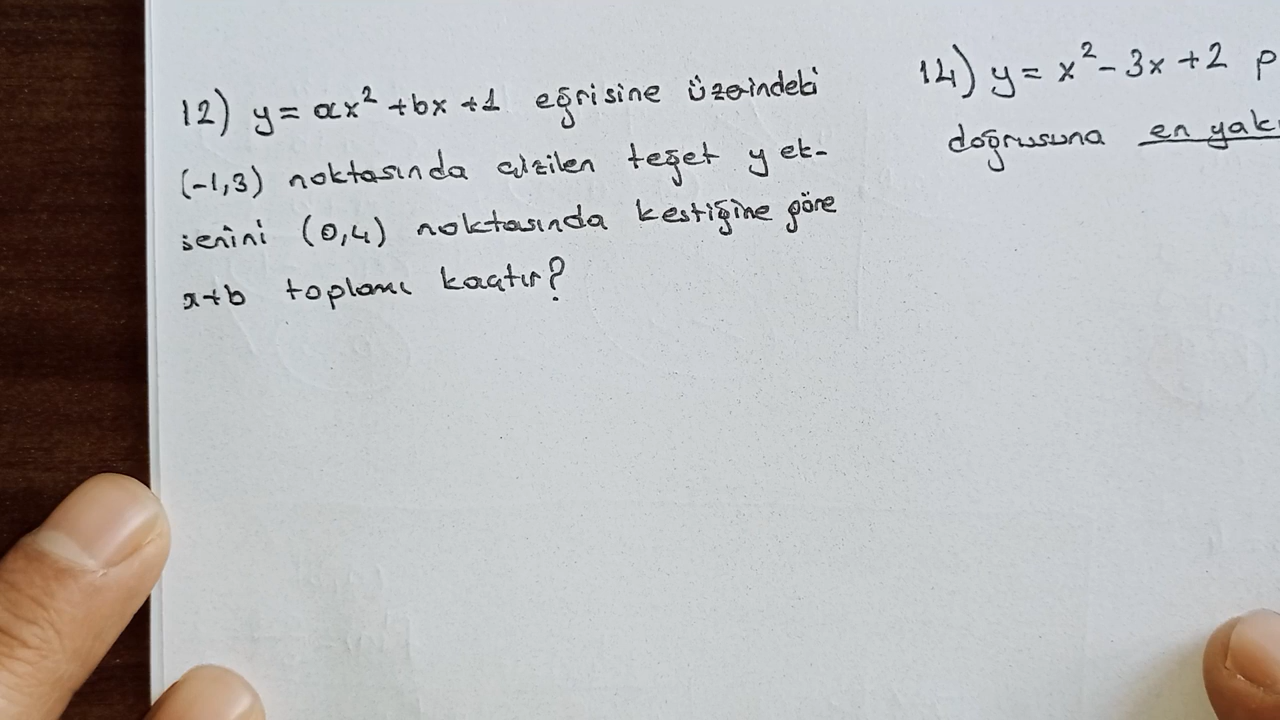 12) y = ax² + bx + 1 eğrisine üzerindeki
(-1,3) noktasında çizilen teğet y ek-
senini (0,4) noktasında kestiğine göre
a+b toplamı kaçtır?
14) y = x² - 3x + 2 p
doğrusuna en yakı